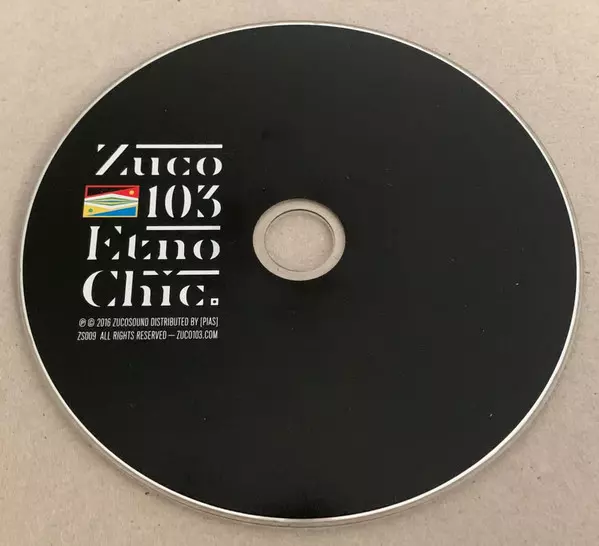 Zuco
103
Etno
Chic.
℗ © 2016 ZUCOSOUND DISTRIBUTED BY [PIAS]
ZS009 ALL RIGHTS RESERVED — ZUCO103.COM